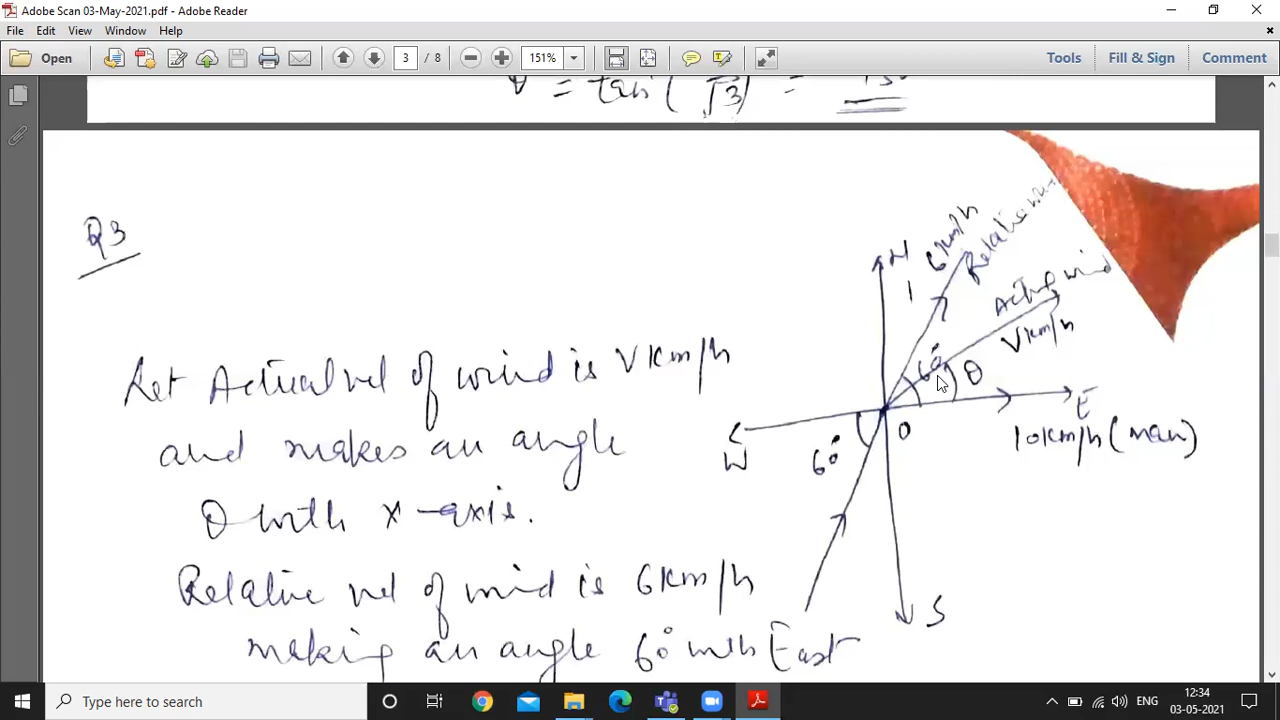 Adobe Scan 03-May-2021.pdf - Adobe Reader
File Edit View Window Help
Open 3 / 8 151% Tools Fill & Sign Comment
Q3
N
6 km/h
Actual wind
V km/h
60° θ
E
O
10 km/h (man)
W
60°
S
Let Actual vel of wind is V km/h
and makes an angle
θ with x-axis.
Relative vel of wind is 6 km/h
making an angle 60° with East
Type here to search
ENG
12:34
03-05-2021